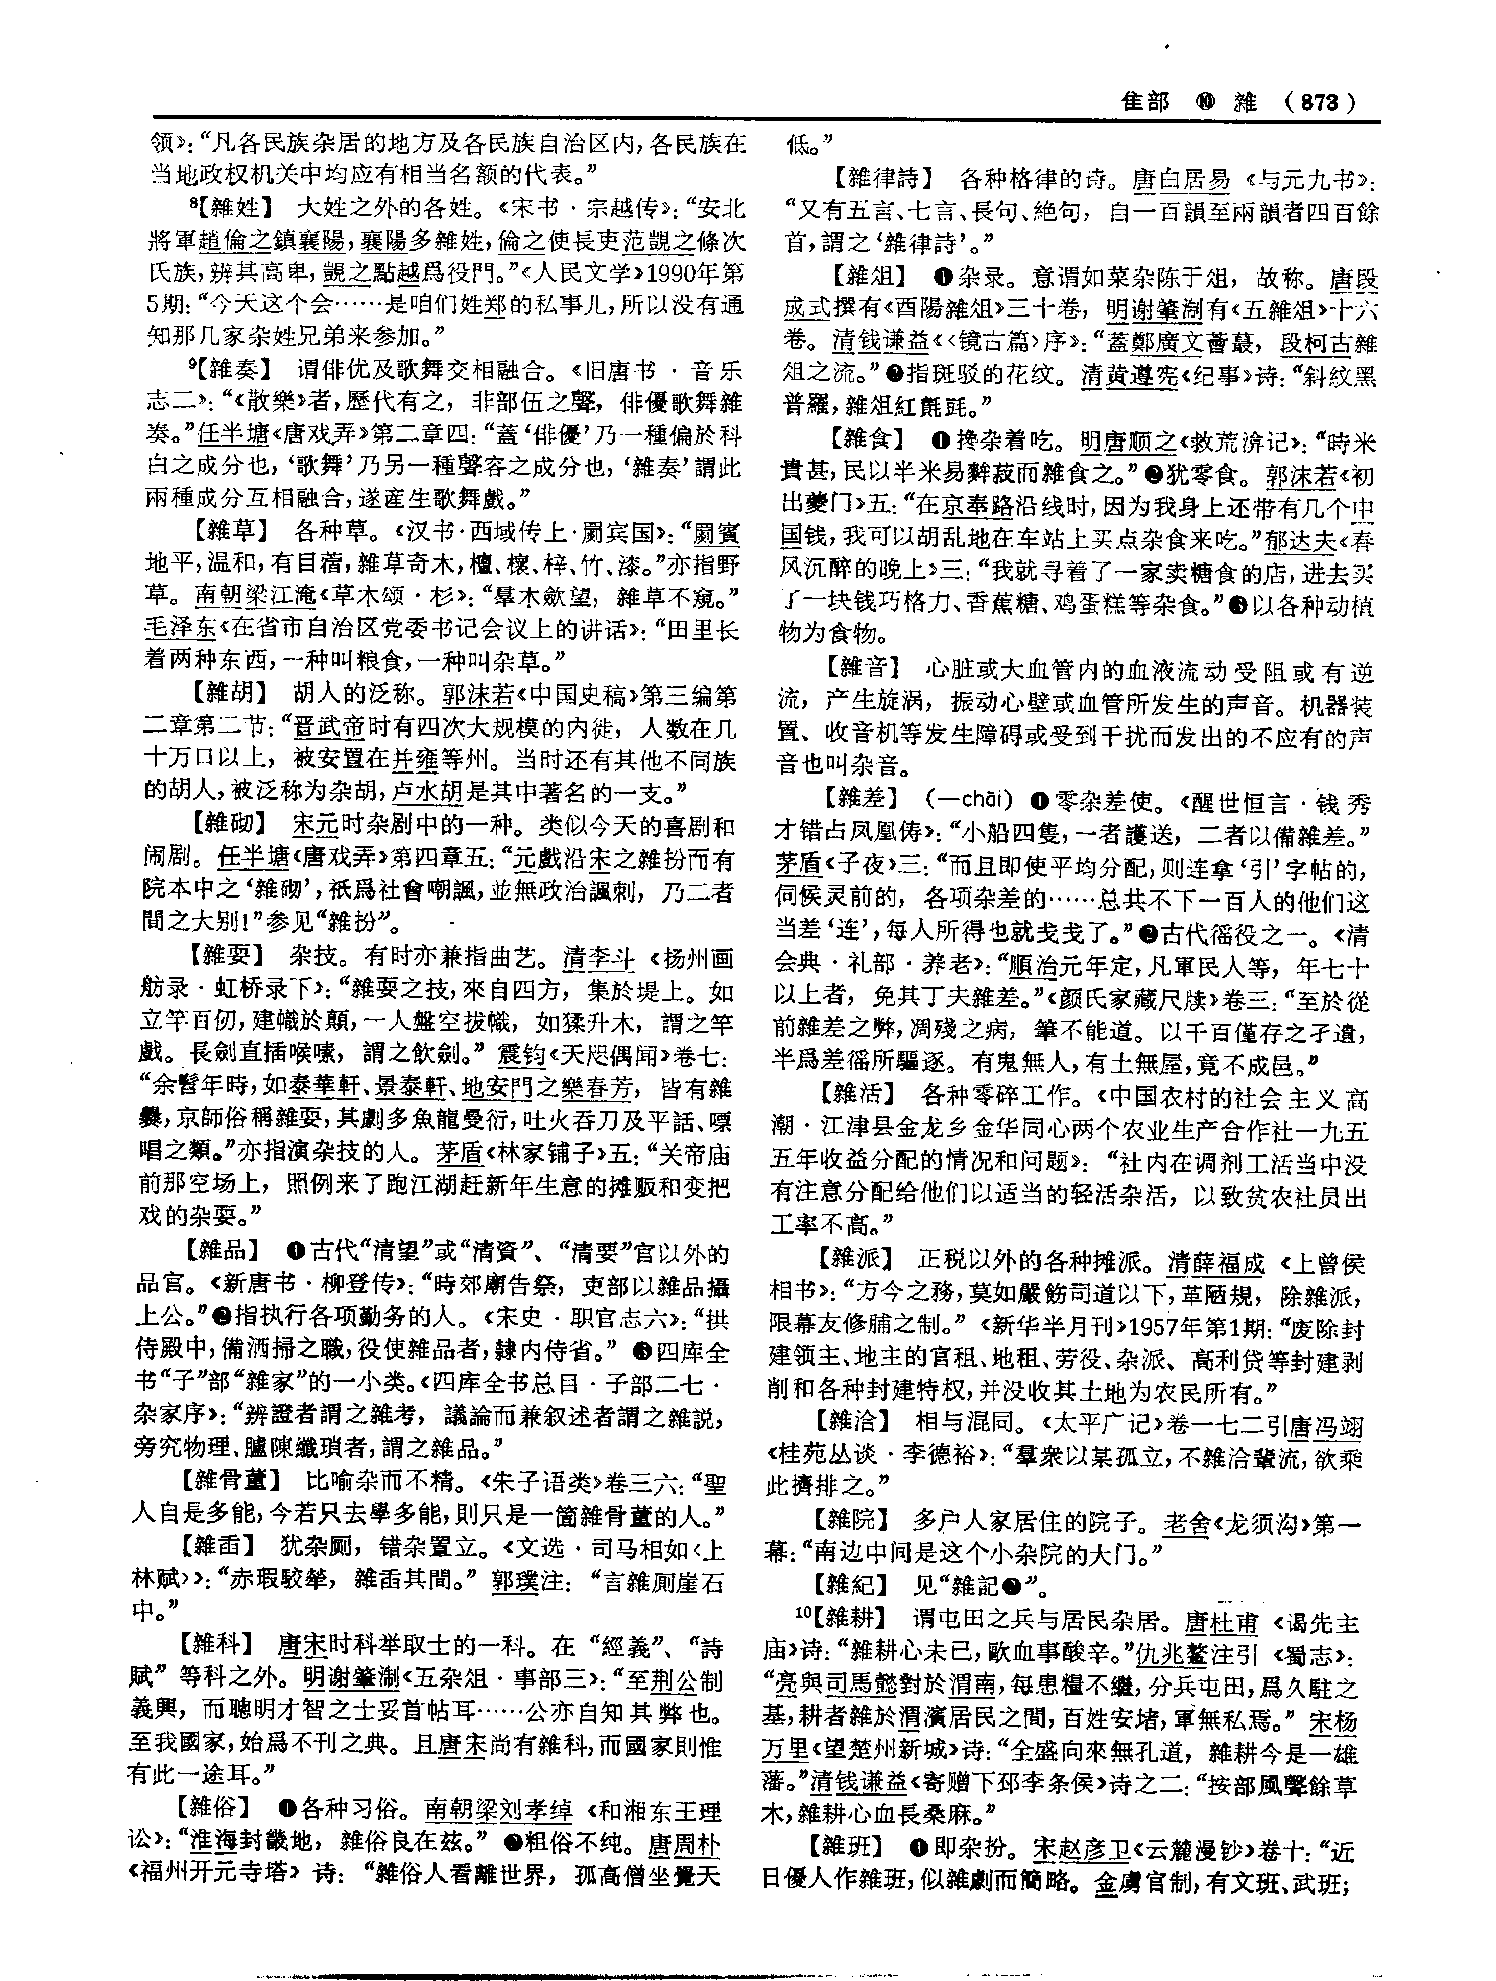 隹部 ❿ 雜 （873）
领》：“凡各民族杂居的地方及各民族自治区内，各民族在
当地政权机关中均应有相当名额的代表。”
8【雜姓】 大姓之外的各姓。《宋书·宗越传》：“安北
將軍趙倫之鎮襄陽，襄陽多雜姓，倫之使長吏范覬之條次
氏族，辨其高卑，覬之點越爲役門。”《人民文学》1990年第
5期：“今天这个会……是咱们姓郑的私事儿，所以没有通
知那几家杂姓兄弟来参加。”
9【雜奏】 谓俳优及歌舞交相融合。《旧唐书·音乐
志二》：“《散樂》者，歷代有之，非部伍之聲，俳優歌舞雜
奏。”任半塘《唐戏弄》第二章四：“蓋‘俳優’乃一種偏於科
白之成分也，‘歌舞’乃另一種聲容之成分也，‘雜奏’謂此
兩種成分互相融合，遂產生歌舞戲。”
【雜草】 各种草。《汉书·西域传上·罽宾国》：“罽賓
地平，温和，有目蓿，雜草奇木，檀、櫰、梓、竹、漆。”亦指野
草。南朝梁江淹《草木颂·杉》：“羣木歛望，雜草不窺。”
毛泽东《在省市自治区党委书记会议上的讲话》：“田里长
着两种东西，一种叫粮食，一种叫杂草。”
【雜胡】 胡人的泛称。郭沫若《中国史稿》第三编第
二章第二节：“晋武帝时有四次大规模的内徙，人数在几
十万口以上，被安置在并雍等州。当时还有其他不同族
的胡人，被泛称为杂胡，卢水胡是其中著名的一支。”
【雜砌】 宋元时杂剧中的一种。类似今天的喜剧和
闹剧。任半塘《唐戏弄》第四章五：“元戲沿宋之雜扮而有
院本中之‘雜砌’，祇爲社會嘲諷，並無政治諷刺，乃二者
間之大别！”参见“雜扮”。
【雜耍】 杂技。有时亦兼指曲艺。清李斗《扬州画
舫录·虹桥录下》：“雜耍之技，來自四方，集於堤上。如
立竿百仞，建幟於顛，一人盤空拔幟，如猱升木，謂之竿
戲。長劍直插喉嗉，謂之飲劍。”震钧《天咫偶闻》卷七：
“余髫年時，如泰華軒、景泰軒、地安門之樂春芳，皆有雜
爨，京師俗稱雜耍，其劇多魚龍曼衍，吐火吞刀及平話、嘌
唱之類。”亦指演杂技的人。茅盾《林家铺子》五：“关帝庙
前那空场上，照例来了跑江湖赶新年生意的摊贩和变把
戏的杂耍。”
【雜品】 ❶古代“清望”或“清資”、“清要”官以外的
品官。《新唐书·柳登传》：“時郊廟告祭，吏部以雜品攝
上公。”❷指执行各项勤务的人。《宋史·职官志六》：“拱
侍殿中，備洒掃之職，役使雜品者，隸内侍省。”❸四库全
书“子”部“雜家”的一小类。《四库全书总目·子部二七·
杂家序》：“辨證者謂之雜考，議論而兼叙述者謂之雜説，
旁究物理、臚陳纖瑣者，謂之雜品。”
【雜骨董】 比喻杂而不精。《朱子语类》卷三六：“聖
人自是多能，今若只去學多能，則只是一箇雜骨董的人。”
【雜臿】 犹杂厕，错杂置立。《文选·司马相如〈上
林赋〉》：“赤瑕駮犖，雜臿其間。”郭璞注：“言雜厠崖石
中。”
【雜科】 唐宋时科举取士的一科。在“經義”、“詩
賦”等科之外。明谢肇淛《五杂俎·事部三》：“至荆公制
義興，而聰明才智之士妥首帖耳……公亦自知其弊也。
至我國家，始爲不刊之典。且唐宋尚有雜科，而國家則惟
有此一途耳。”
【雜俗】 ❶各种习俗。南朝梁刘孝绰《和湘东王理
讼》：“淮海封畿地，雜俗良在兹。”❷粗俗不纯。唐周朴
《福州开元寺塔》诗：“雜俗人看離世界，孤高僧坐覺天
低。”
【雜律詩】 各种格律的诗。唐白居易《与元九书》：
“又有五言、七言、長句、絶句，自一百韻至兩韻者四百餘
首，謂之‘雜律詩’。”
【雜俎】 ❶杂录。意谓如菜杂陈于俎，故称。唐段
成式撰有《酉陽雜俎》三十卷，明谢肇淛有《五雜俎》十六
卷。清钱谦益《〈镜古篇〉序》：“蓋鄭廣文薈蕞，段柯古雜
俎之流。”❷指斑驳的花纹。清黄遵宪《纪事》诗：“斜纹黑
普羅，雜俎紅氍毹。”
【雜食】 ❶搀杂着吃。明唐顺之《救荒渰记》：“時米
貴甚，民以半米易麰菽而雜食之。”❷犹零食。郭沫若《初
出夔门》五：“在京奉路沿线时，因为我身上还带有几个中
国钱，我可以胡乱地在车站上买点杂食来吃。”郁达夫《春
风沉醉的晚上》三：“我就寻着了一家卖糖食的店，进去买
了一块钱巧格力、香蕉糖、鸡蛋糕等杂食。”❸以各种动植
物为食物。
【雜音】 心脏或大血管内的血液流动受阻或有逆
流，产生旋涡，振动心壁或血管所发生的声音。机器装
置、收音机等发生障碍或受到干扰而发出的不应有的声
音也叫杂音。
【雜差】 （—chāi） ❶零杂差使。《醒世恒言·钱秀
才错占凤凰俦》：“小船四隻，一者護送，二者以備雜差。”
茅盾《子夜》三：“而且即使平均分配，则连拿‘引’字帖的，
伺候灵前的，各项杂差的……总共不下一百人的他们这
当差‘连’，每人所得也就戋戋了。”❷古代徭役之一。《清
会典·礼部·养老》：“順治元年定，凡軍民人等，年七十
以上者，免其丁夫雜差。”《颜氏家藏尺牍》卷三：“至於從
前雜差之弊，凋殘之病，筆不能道。以千百僅存之孑遺，
半爲差徭所驅逐。有鬼無人，有土無屋，竟不成邑。”
【雜活】 各种零碎工作。《中国农村的社会主义高
潮·江津县金龙乡金华同心两个农业生产合作社一九五
五年收益分配的情况和问题》：“社内在调剂工活当中没
有注意分配给他们以适当的轻活杂活，以致贫农社员出
工率不高。”
【雜派】 正税以外的各种摊派。清薛福成《上曾侯
相书》：“方今之務，莫如嚴飭司道以下，革陋規，除雜派，
限幕友修脯之制。”《新华半月刊》1957年第1期：“废除封
建领主、地主的官租、地租、劳役、杂派、高利贷等封建剥
削和各种封建特权，并没收其土地为农民所有。”
【雜洽】 相与混同。《太平广记》卷一七二引唐冯翊
《桂苑丛谈·李德裕》：“羣衆以某孤立，不雜洽輩流，欲乘
此擠排之。”
【雜院】 多户人家居住的院子。老舍《龙须沟》第一
幕：“南边中间是这个小杂院的大门。”
【雜紀】 见“雜記❷”。
10【雜耕】 谓屯田之兵与居民杂居。唐杜甫《谒先主
庙》诗：“雜耕心未已，歐血事酸辛。”仇兆鳌注引《蜀志》：
“亮與司馬懿對於渭南，每患糧不繼，分兵屯田，爲久駐之
基，耕者雜於渭濱居民之間，百姓安堵，軍無私焉。”宋杨
万里《望楚州新城》诗：“全盛向來無孔道，雜耕今是一雄
藩。”清钱谦益《寄赠下邳李条侯》诗之二：“按部風聲餘草
木，雜耕心血長桑麻。”
【雜班】 ❶即杂扮。宋赵彦卫《云麓漫钞》卷十：“近
日優人作雜班，似雜劇而簡略。金虜官制，有文班、武班；